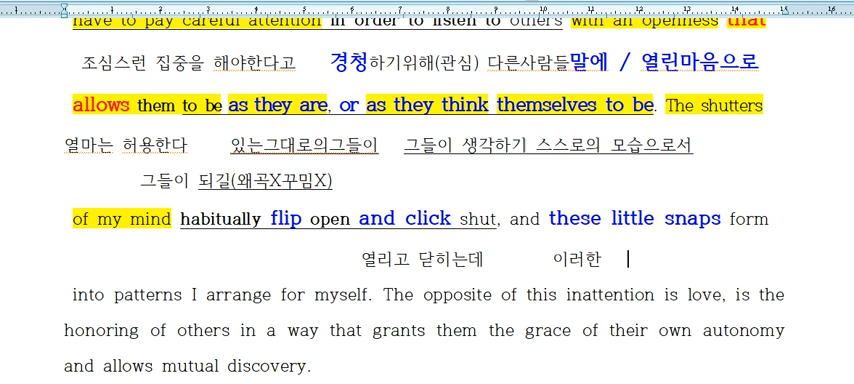 have to pay careful attention in order to listen to others with an openness that
조심스런 집중을 해야한다고 경청하기위해(관심) 다른사람들말에 / 열린마음으로
allows them to be as they are, or as they think themselves to be. The shutters
열마는 허용한다 있는그대로의그들이 그들이 생각하기 스스로의 모습으로서
그들이 되길(왜곡X꾸밈X)
of my mind habitually flip open and click shut, and these little snaps form
열리고 닫히는데 이러한
into patterns I arrange for myself. The opposite of this inattention is love, is the
honoring of others in a way that grants them the grace of their own autonomy
and allows mutual discovery.